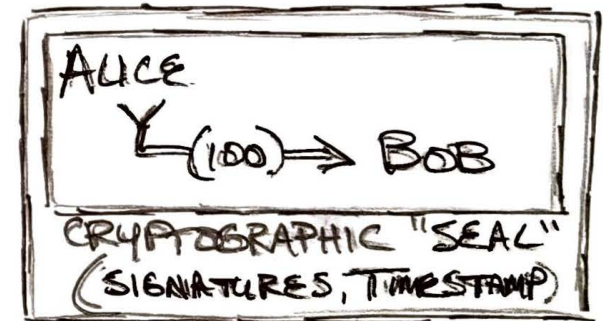 ALICE
Y (100) BOB
CRYPTOGRAPHIC "SEAL"
(SIGNATURES, TIMESTAMP)